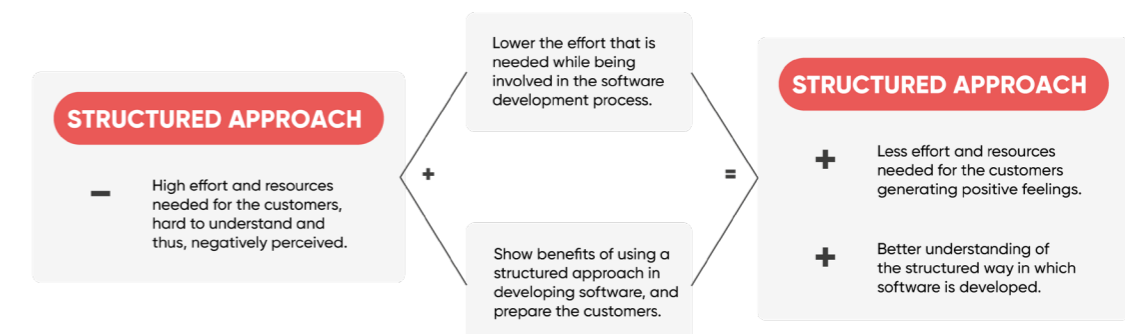 STRUCTURED APPROACH
– High effort and resources
needed for the customers,
hard to understand and
thus, negatively perceived.
+
Lower the effort that is
needed while being
involved in the software
development process.
Show benefits of using a
structured approach in
developing software, and
prepare the customers.
=
STRUCTURED APPROACH
+ Less effort and resources
needed for the customers
generating positive feelings.
+ Better understanding of
the structured way in which
software is developed.